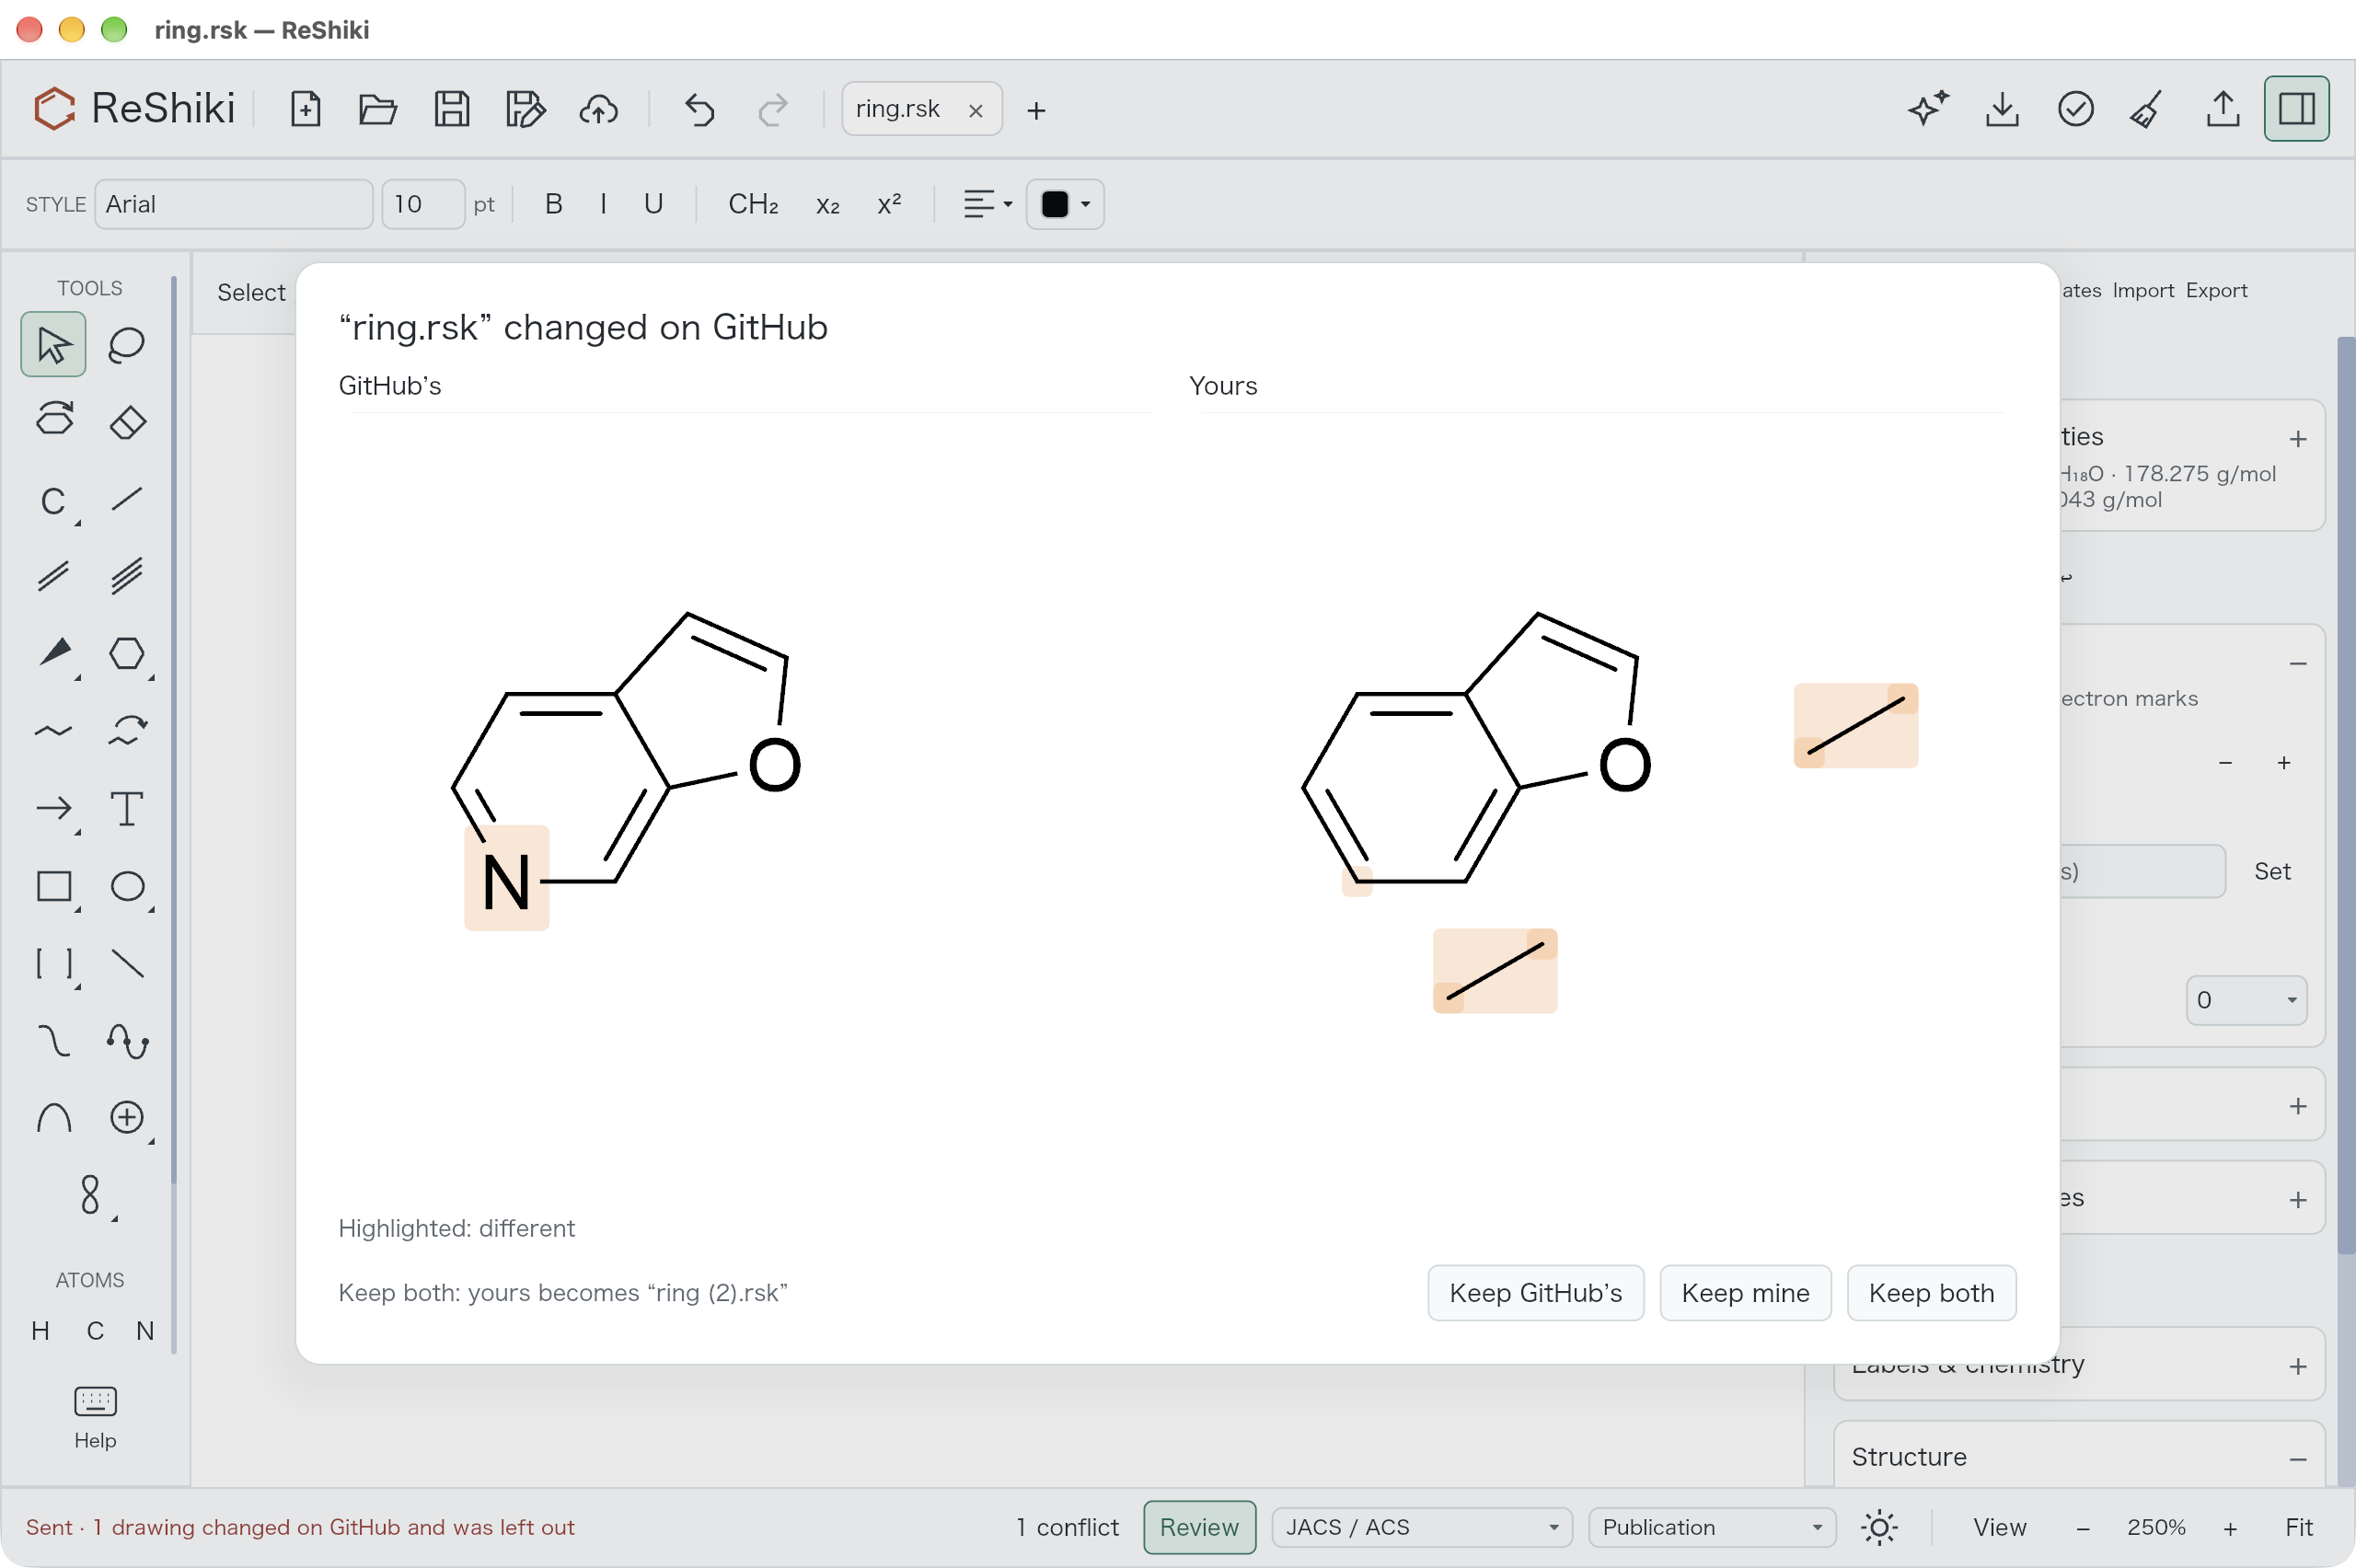 ring.rsk — ReShiki
ReShiki
ring.rsk × +
STYLE Arial 10 pt B I U CH₂ x₂ x²
TOOLS
Select
ates Import Export
“ring.rsk” changed on GitHub
GitHub’s Yours
ties +
H₁₈O · 178.275 g/mol
043 g/mol
C
−
ectron marks
O O
− +
T
N
s) Set
[ ]
0
+
es +
Highlighted: different
Keep both: yours becomes “ring (2).rsk” Keep GitHub’s Keep mine Keep both
ATOMS
H C N
Labels & chemistry +
Help
Structure −
Sent · 1 drawing changed on GitHub and was left out 1 conflict Review JACS / ACS Publication View − 250% + Fit